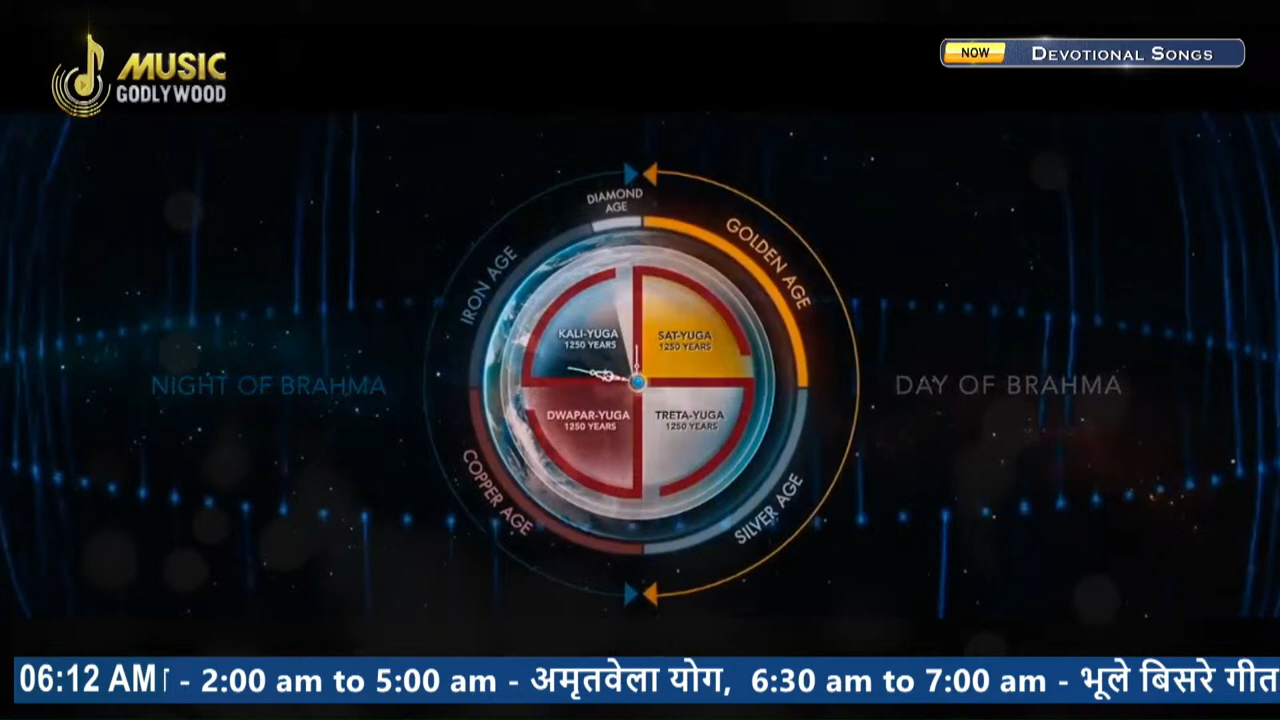 MUSIC
GODLYWOOD
NOW
DEVOTIONAL SONGS
DIAMOND
AGE
GOLDEN AGE
IRON AGE
KALI-YUGA
1250 YEARS
SAT-YUGA
1250 YEARS
NIGHT OF BRAHMA
DAY OF BRAHMA
DWAPAR-YUGA
1250 YEARS
TRETA-YUGA
1250 YEARS
COPPER AGE
SILVER AGE
06:12 AM - 2:00 am to 5:00 am - अमृतवेला योग, 6:30 am to 7:00 am - भूले बिसरे गीत